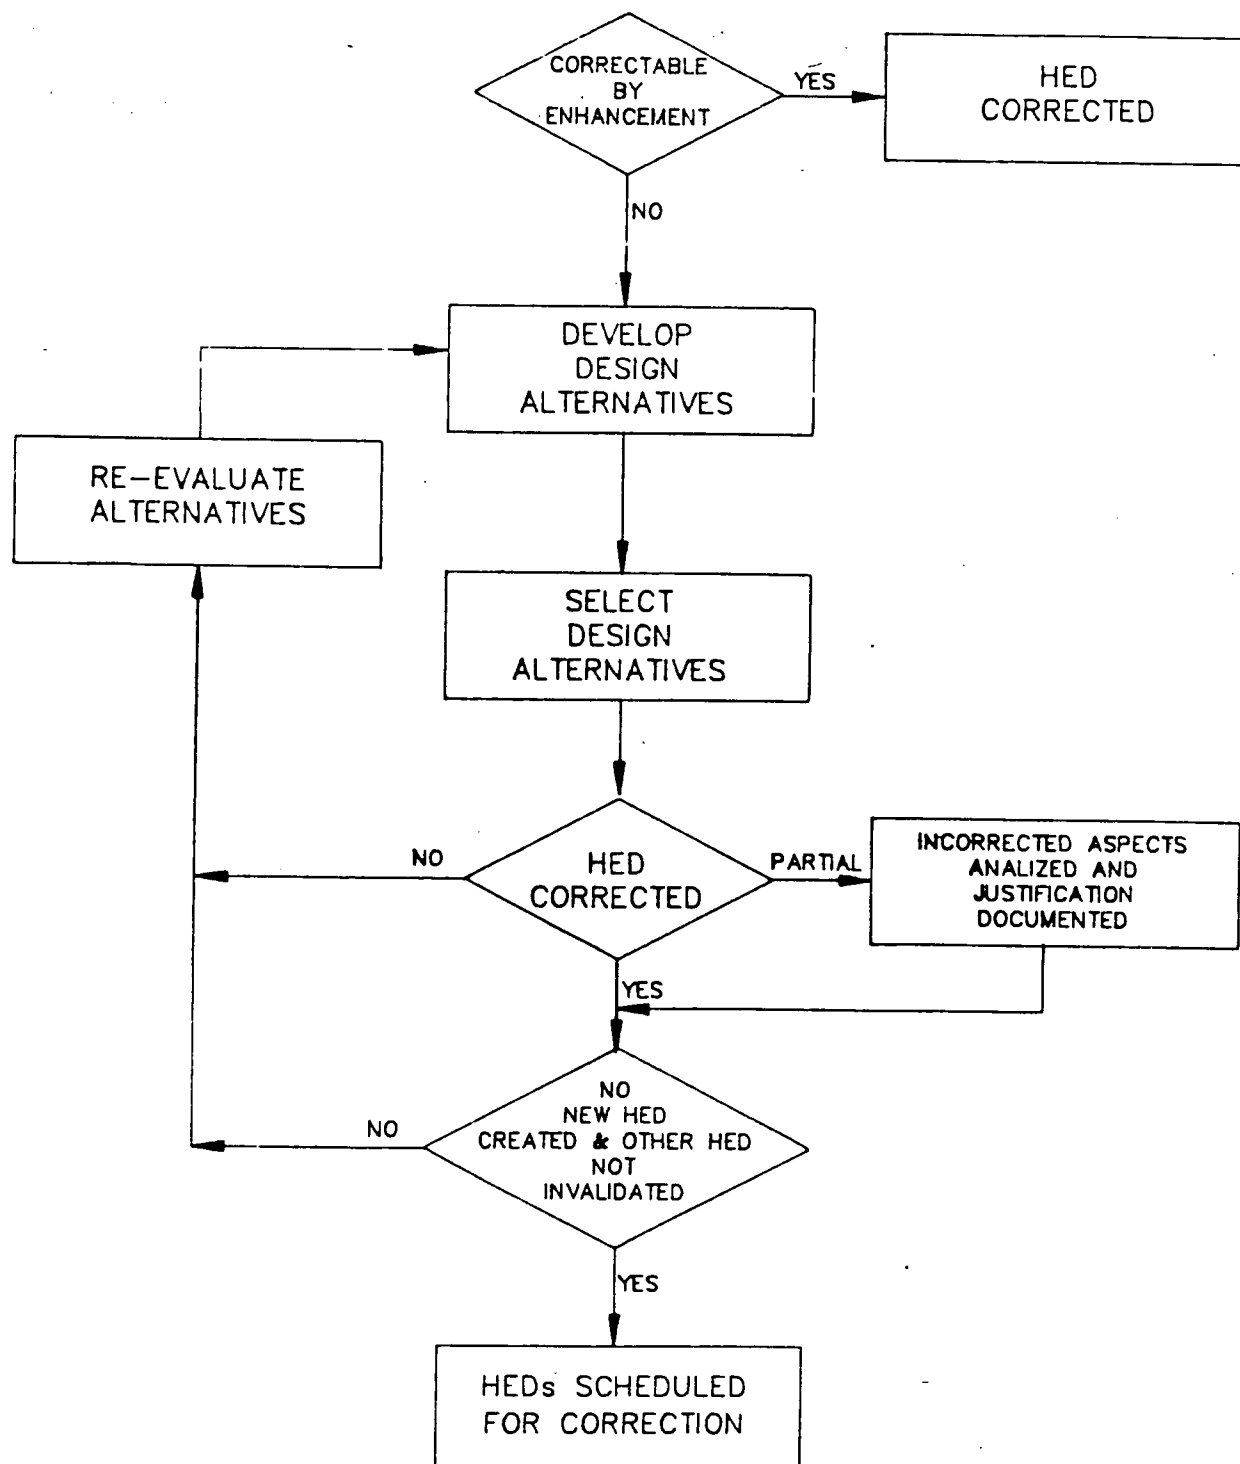 CORRECTABLE
BY
ENHANCEMENT
YES
HED
CORRECTED
NO
DEVELOP
DESIGN
ALTERNATIVES
RE-EVALUATE
ALTERNATIVES
SELECT
DESIGN
ALTERNATIVES
NO
HED
CORRECTED
PARTIAL
INCORRECTED ASPECTS
ANALIZED AND
JUSTIFICATION
DOCUMENTED
YES
NO
NO
NEW HED
CREATED & OTHER HED
NOT
INVALIDATED
YES
HEDs SCHEDULED
FOR CORRECTION